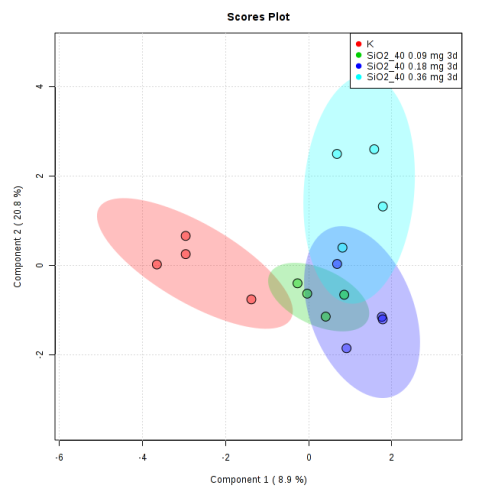 Scores Plot
K
SiO2_40 0.09 mg 3d
SiO2_40 0.18 mg 3d
SiO2_40 0.36 mg 3d
4
2
0
-2
Component 2 ( 20.8 %)
-6 -4 -2 0 2
Component 1 ( 8.9 %)